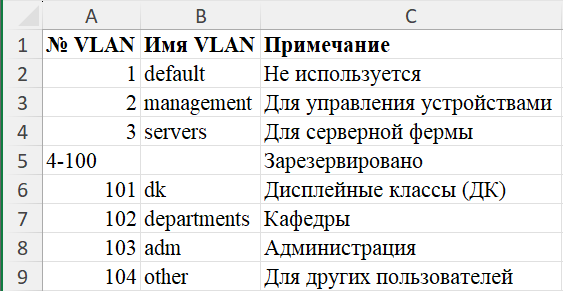 A B C
1 № VLAN Имя VLAN Примечание
2 1 default Не используется
3 2 management Для управления устройствами
4 3 servers Для серверной фермы
5 4-100 Зарезервировано
6 101 dk Дисплейные классы (ДК)
7 102 departments Кафедры
8 103 adm Администрация
9 104 other Для других пользователей